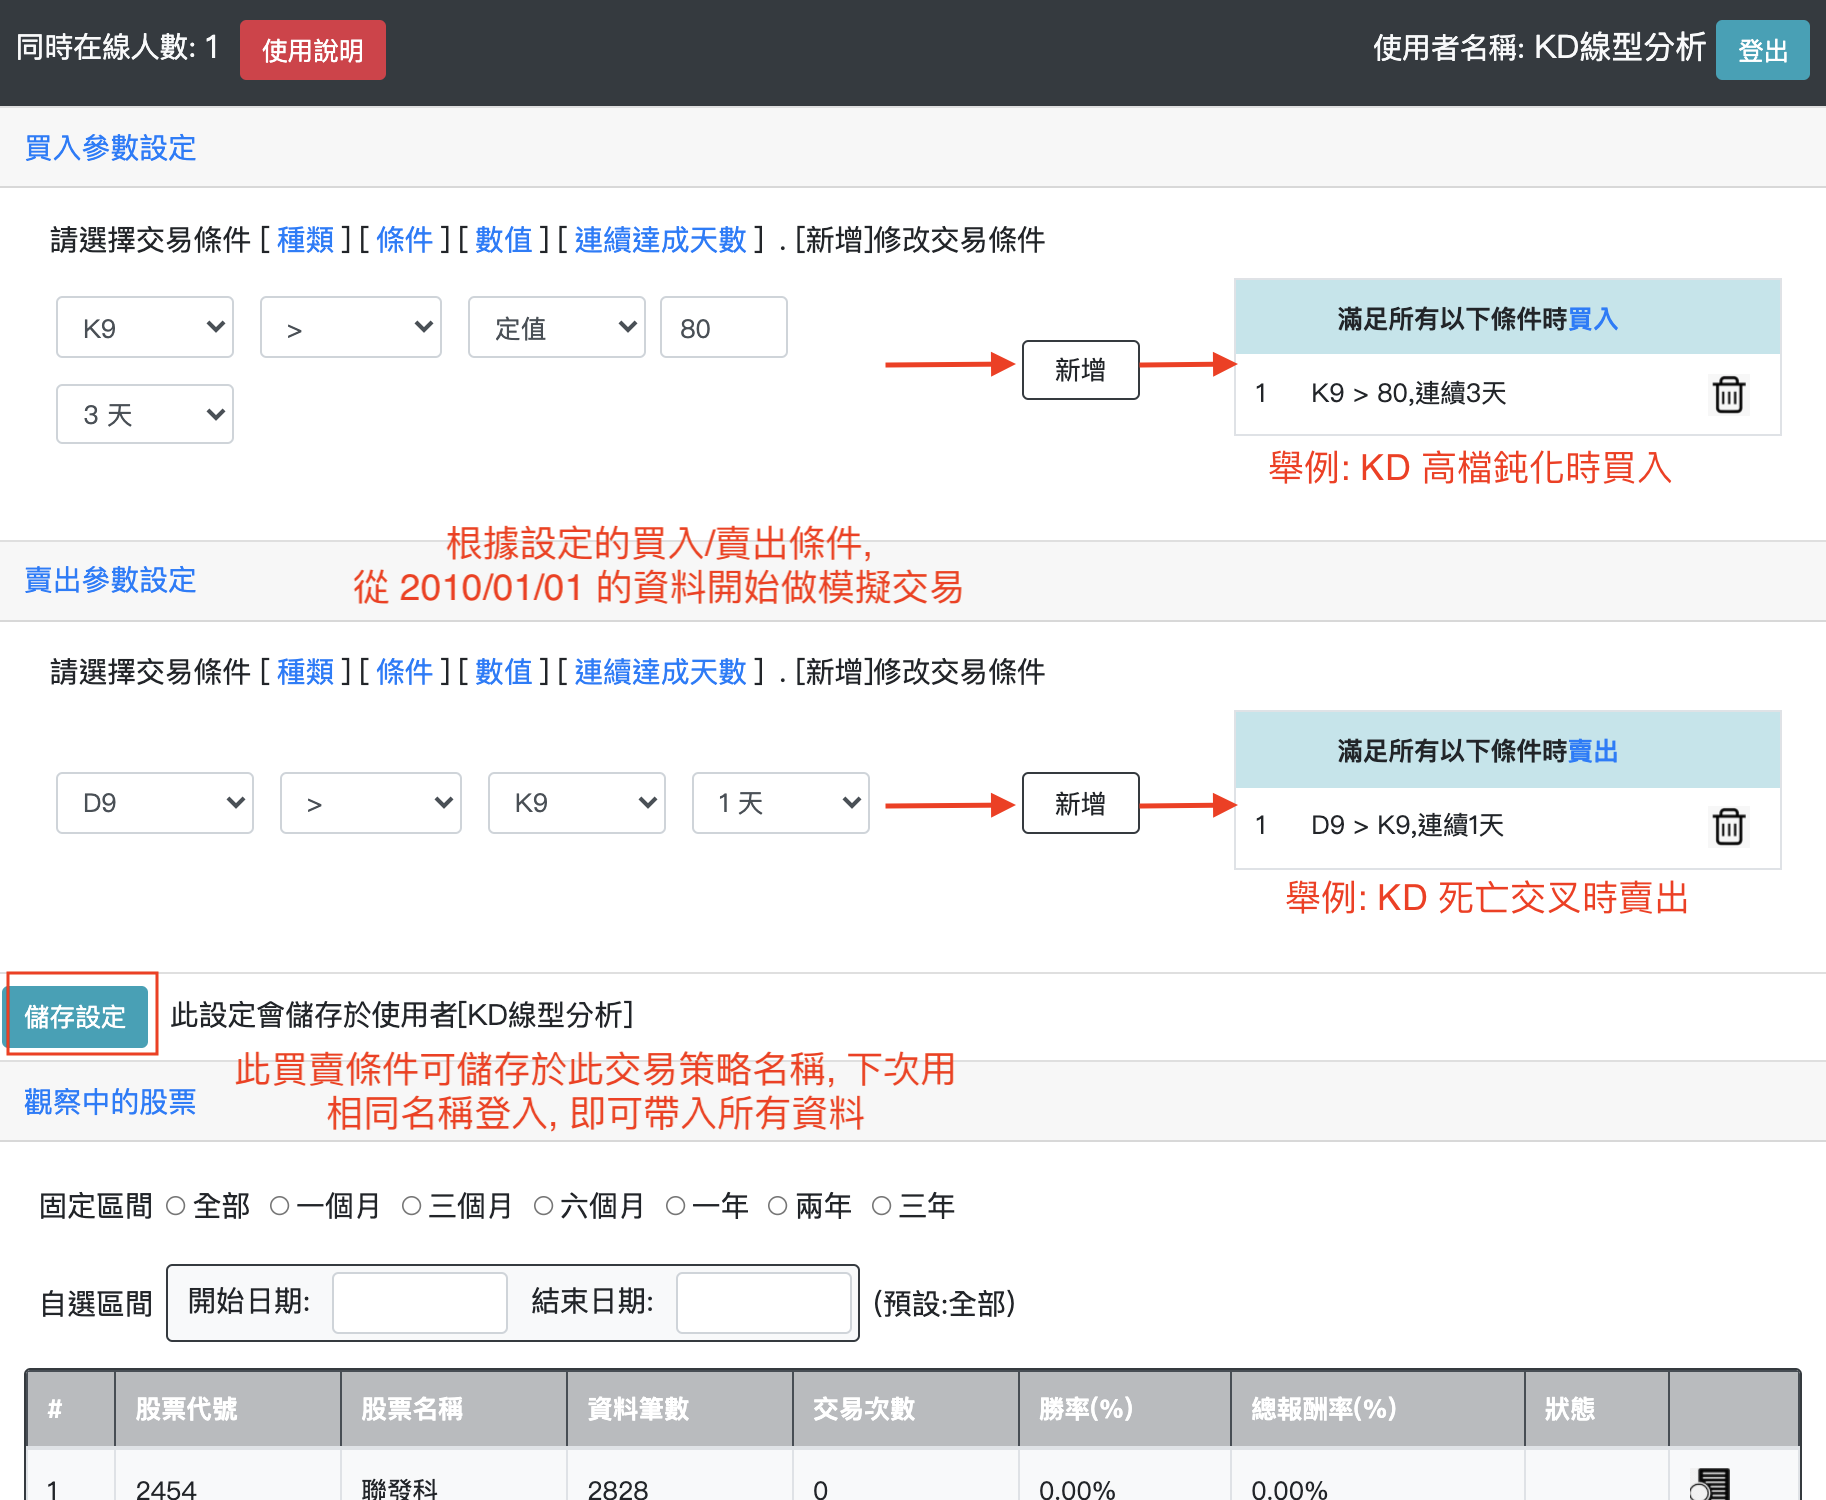 同時在線人數: 1 使用說明 使用者名稱: KD線型分析 登出
買入參數設定
請選擇交易條件 [ 種類 ] [ 條件 ] [ 數值 ] [ 連續達成天數 ] . [新增]修改交易條件
K9 > 定值 80
3 天
新增
滿足所有以下條件時買入
1 K9 > 80,連續3天
舉例: KD 高檔鈍化時買入
根據設定的買入/賣出條件,
從 2010/01/01 的資料開始做模擬交易
賣出參數設定
請選擇交易條件 [ 種類 ] [ 條件 ] [ 數值 ] [ 連續達成天數 ] . [新增]修改交易條件
D9 > K9 1 天
新增
滿足所有以下條件時賣出
1 D9 > K9,連續1天
舉例: KD 死亡交叉時賣出
儲存設定 此設定會儲存於使用者[KD線型分析]
此買賣條件可儲存於此交易策略名稱, 下次用
相同名稱登入, 即可帶入所有資料
觀察中的股票
固定區間 全部 一個月 三個月 六個月 一年 兩年 三年
自選區間 開始日期: 結束日期: (預設:全部)
# 股票代號 股票名稱 資料筆數 交易次數 勝率(%) 總報酬率(%) 狀態
1 2454 聯發科 2828 0 0.00% 0.00%